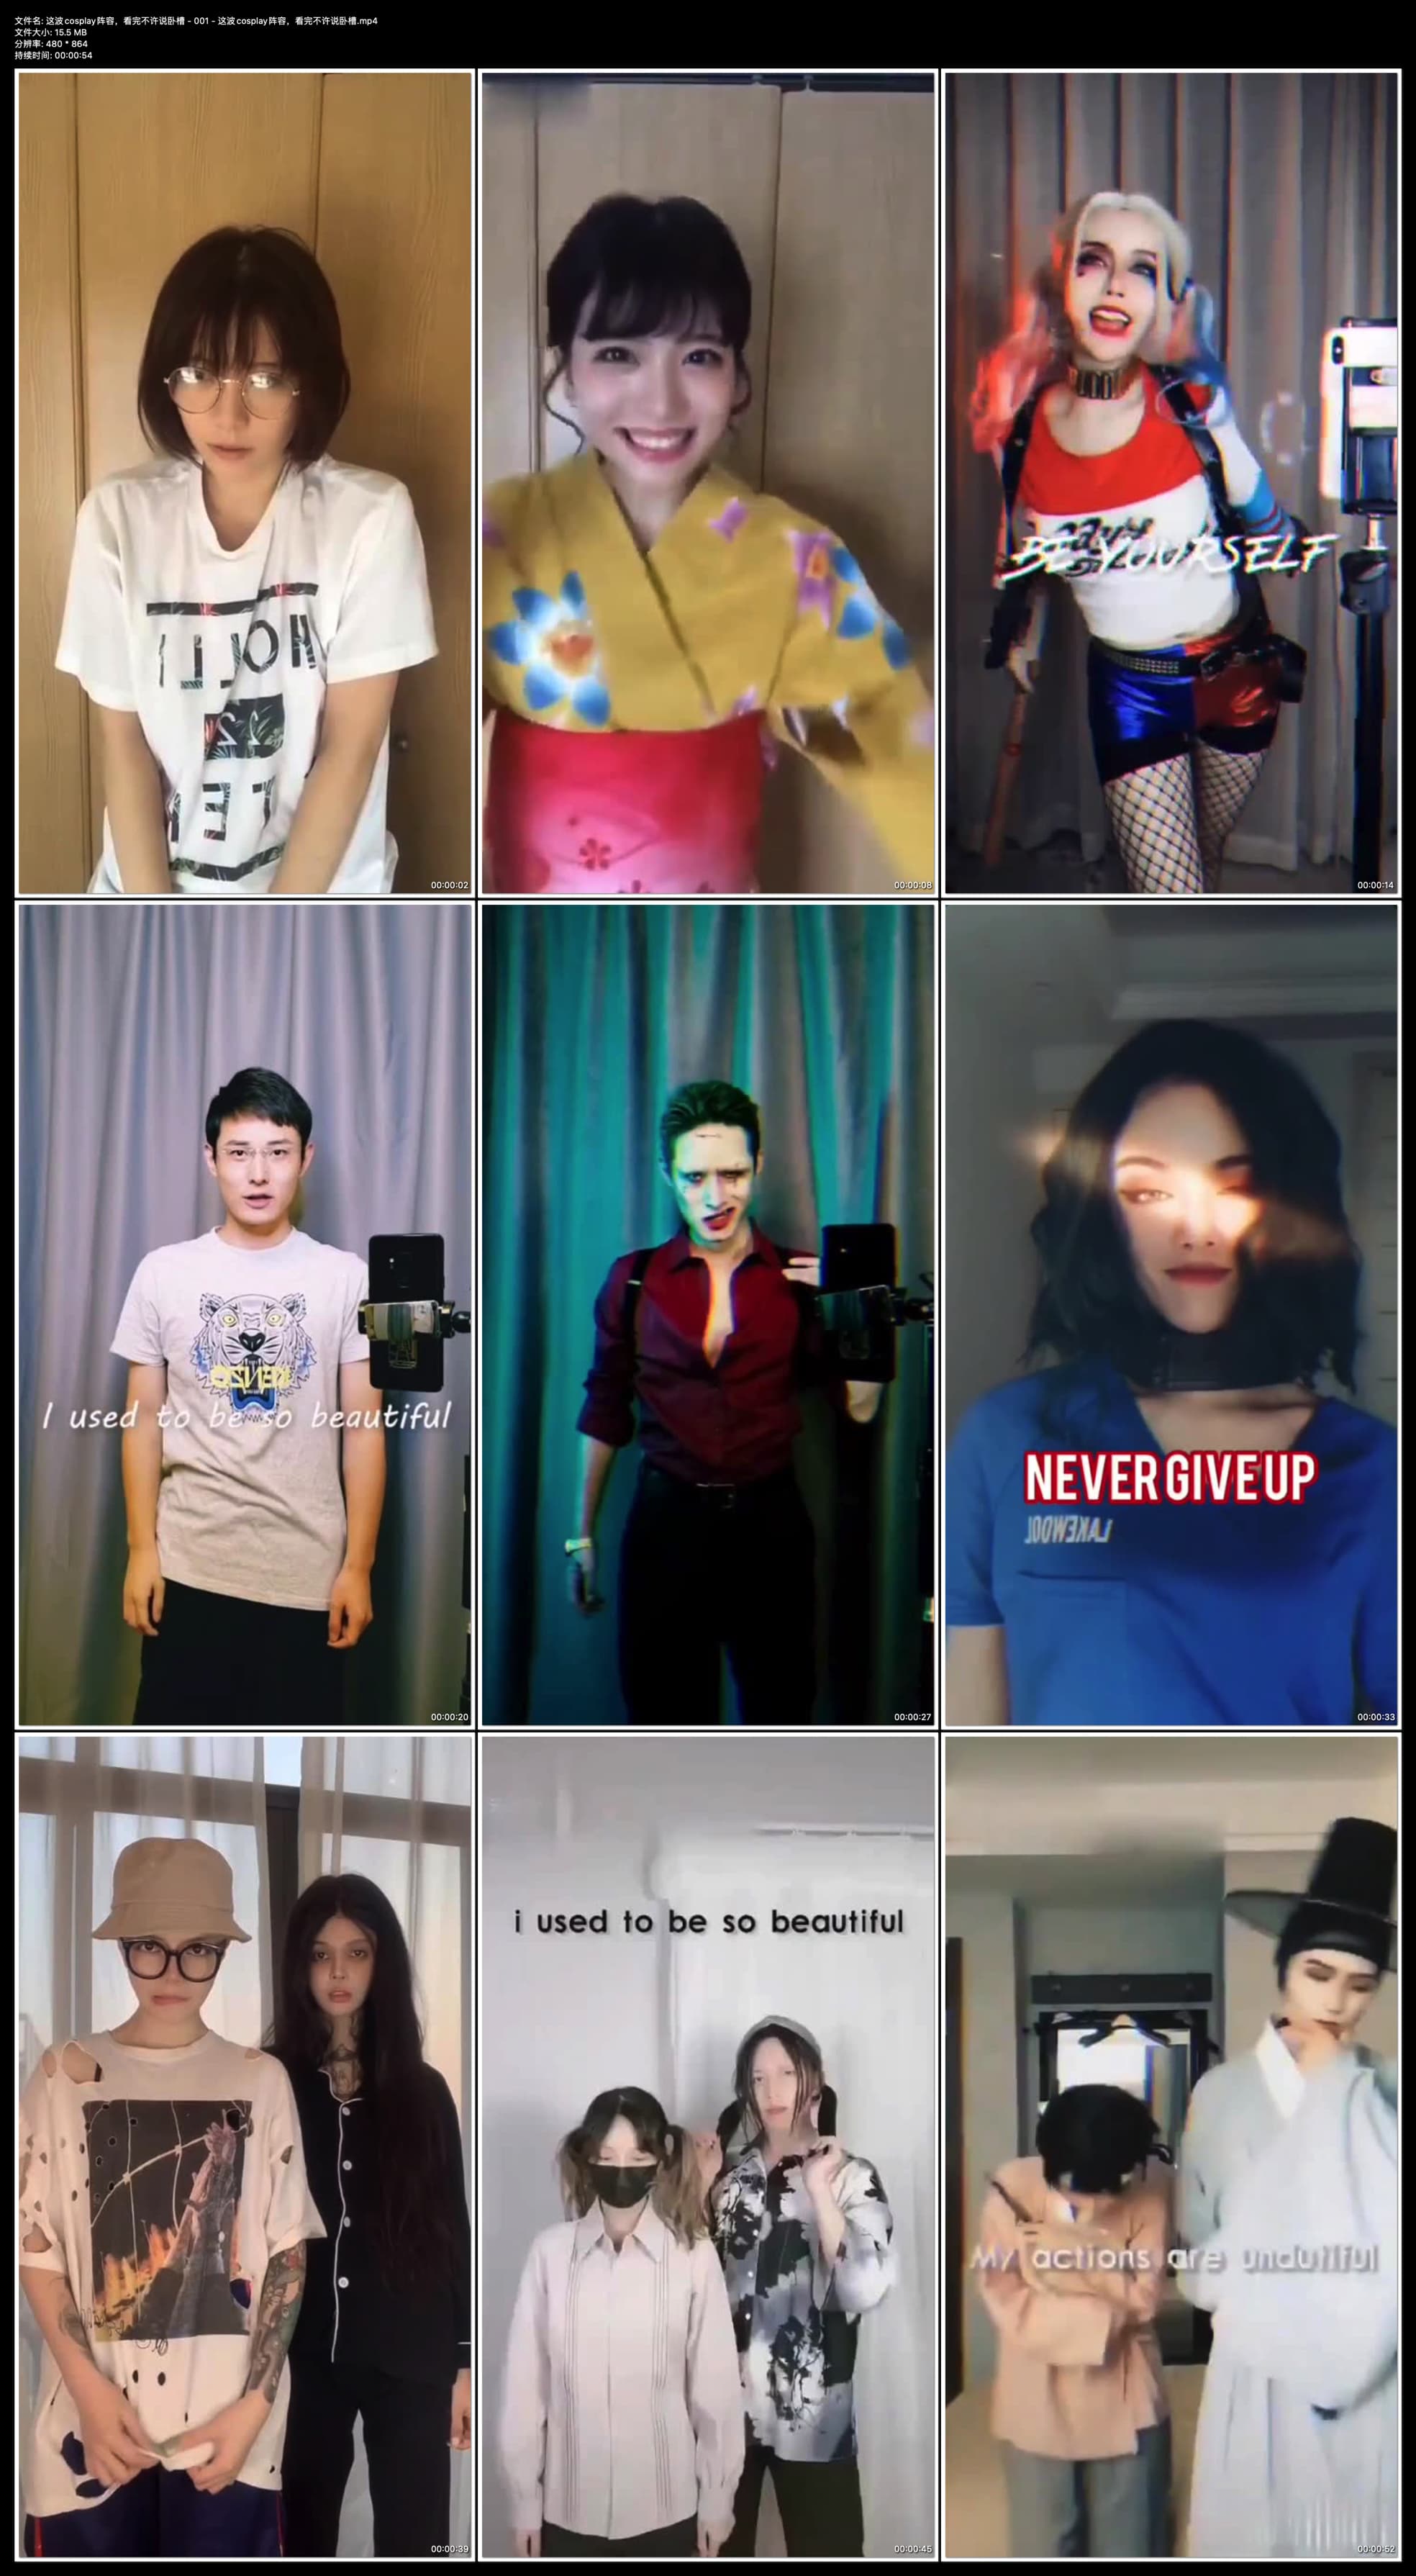 文件名: 这波cosplay阵容，看完不许说卧槽 - 001 - 这波cosplay阵容，看完不许说卧槽.mp4
文件大小: 15.5 MB
分辨率: 480 * 864
持续时间: 00:00:54
00:00:02
00:00:08
BE YOURSELF
00:00:14
KENZO
I used to be so beautiful
00:00:20
00:00:27
NEVER GIVE UP
LAKEWOOL
00:00:33
00:00:39
i used to be so beautiful
00:00:45
My actions are undutiful
00:00:52